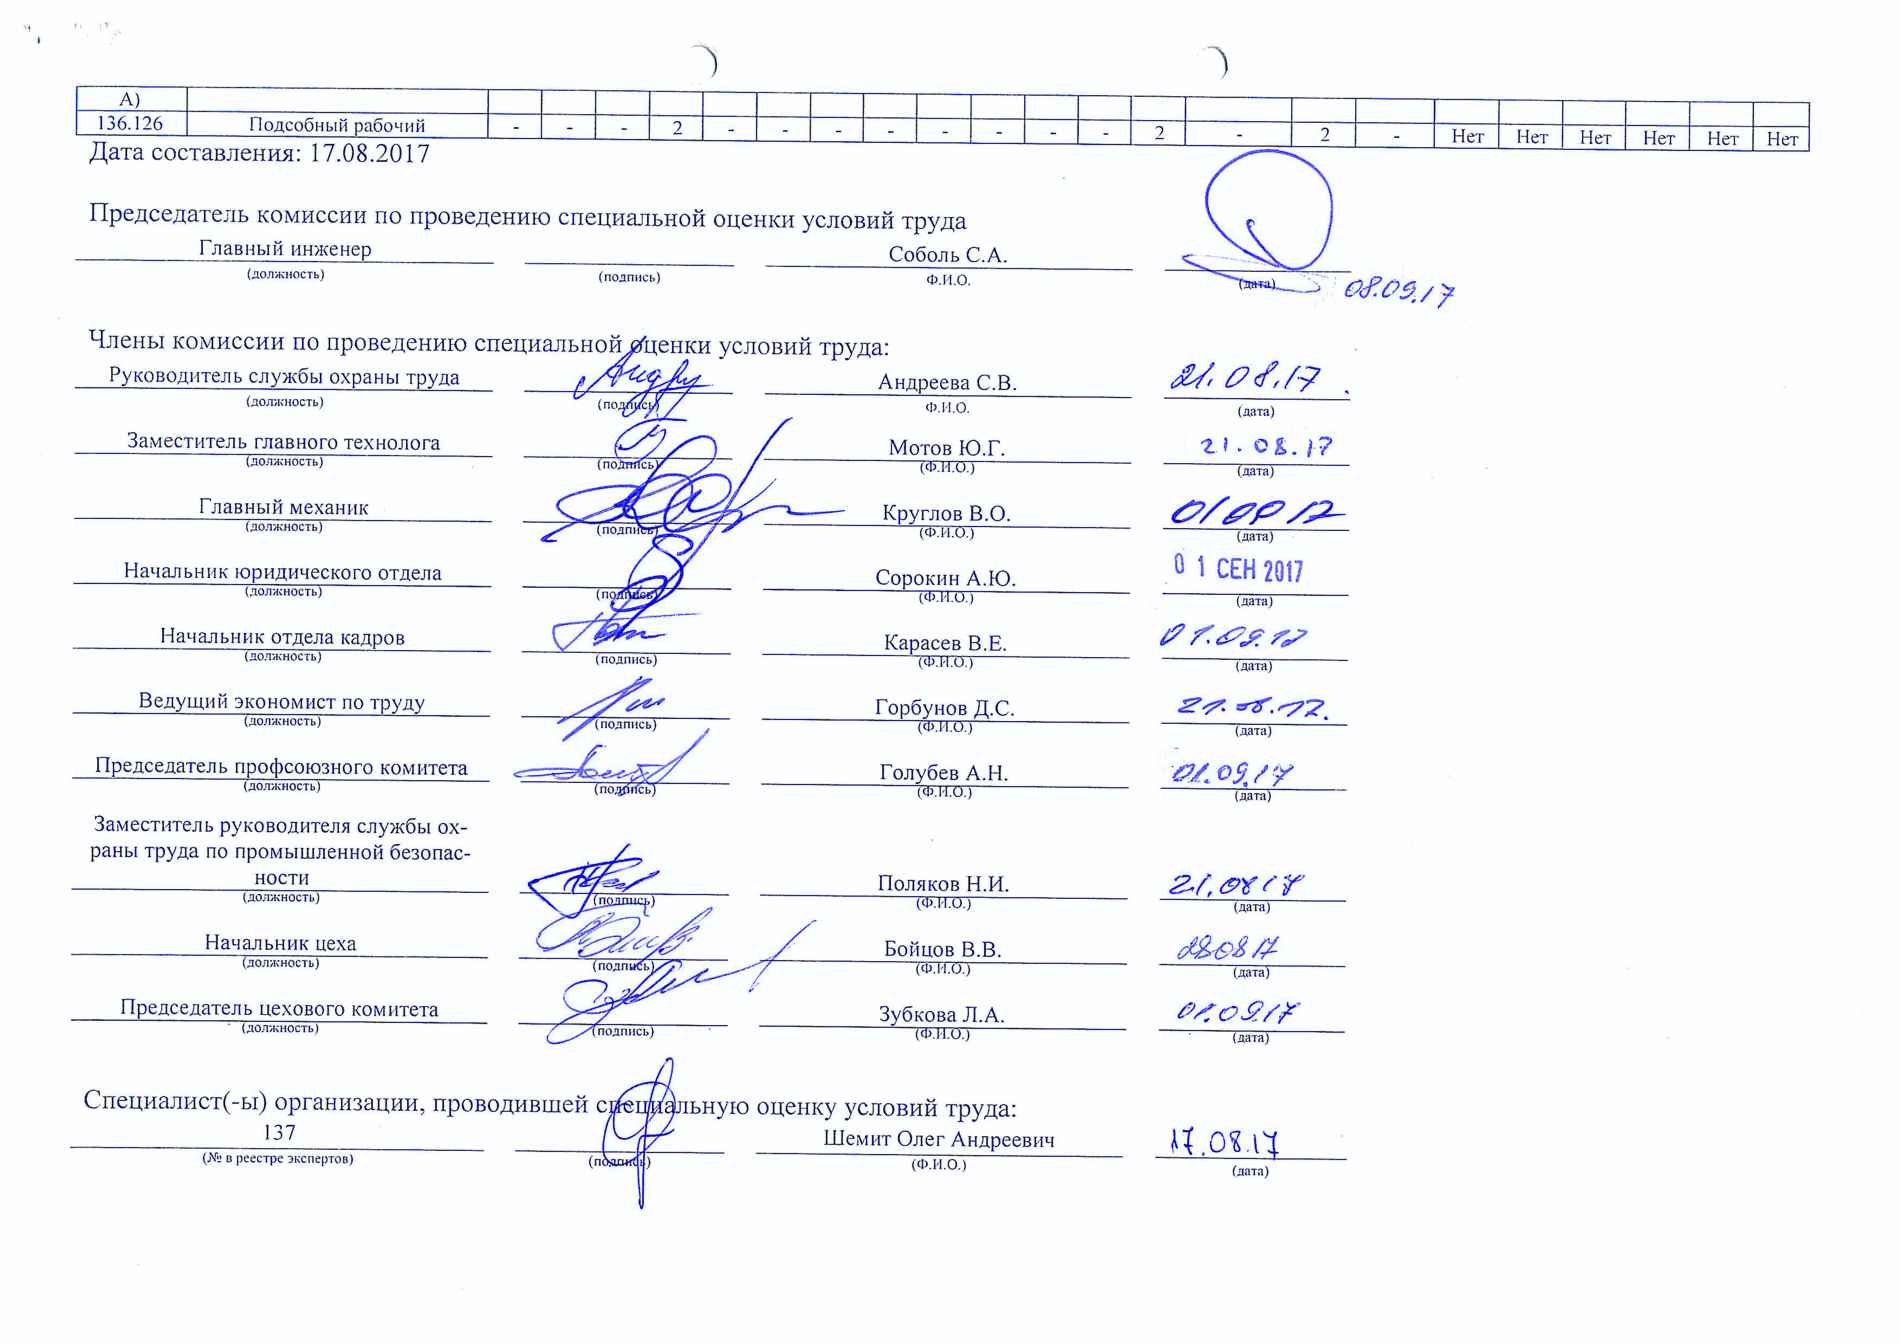 А)
136.126 Подсобный рабочий - - - 2 - - - - - - - - 2 - 2 - Нет Нет Нет Нет Нет Нет
Дата составления: 17.08.2017
Председатель комиссии по проведению специальной оценки условий труда
Главный инженер Соболь С.А.
(должность) (подпись) Ф.И.О. (дата) 08.09.17
Члены комиссии по проведению специальной оценки условий труда:
Руководитель службы охраны труда Андреева С.В. 21.08.17
(должность) (подпись) Ф.И.О. (дата)
Заместитель главного технолога Мотов Ю.Г. 21.08.17
(должность) (подпись) (Ф.И.О.) (дата)
Главный механик Круглов В.О. 01 09 17
(должность) (подпись) (Ф.И.О.) (дата)
Начальник юридического отдела Сорокин А.Ю. 01 СЕН 2017
(должность) (подпись) (Ф.И.О.) (дата)
Начальник отдела кадров Карасев В.Е. 01.09.17
(должность) (подпись) (Ф.И.О.) (дата)
Ведущий экономист по труду Горбунов Д.С. 21.08.17.
(должность) (подпись) (Ф.И.О.) (дата)
Председатель профсоюзного комитета Голубев А.Н. 01.09.17
(должность) (подпись) (Ф.И.О.) (дата)
Заместитель руководителя службы ох-
раны труда по промышленной безопас-
ности Поляков Н.И. 21.08 17
(должность) (подпись) (Ф.И.О.) (дата)
Начальник цеха Бойцов В.В. 280817
(должность) (подпись) (Ф.И.О.) (дата)
Председатель цехового комитета Зубкова Л.А. 01.09.17
(должность) (подпись) (Ф.И.О.) (дата)
Специалист(-ы) организации, проводившей специальную оценку условий труда:
137 Шемит Олег Андреевич 17.08.17
(№ в реестре экспертов) (подпись) (Ф.И.О.) (дата)